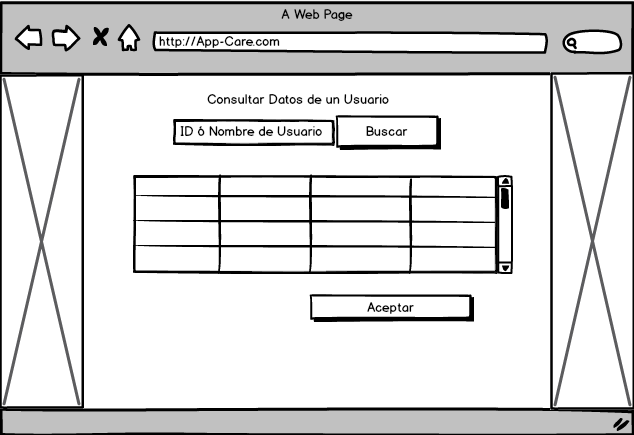 A Web Page
http://App-Care.com
Consultar Datos de un Usuario
ID ó Nombre de Usuario
Buscar
Aceptar